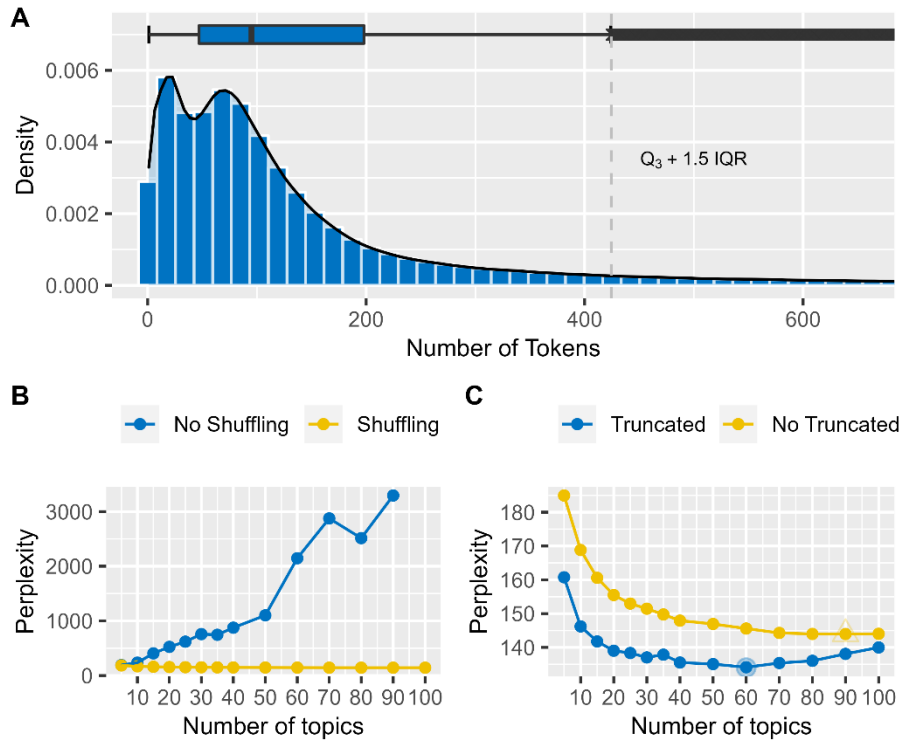 A
0.006
0.004
0.002
0.000
Density
Q3 + 1.5 IQR
0 200 400 600
Number of Tokens
B
No Shuffling Shuffling
3000
2000
1000
0
Perplexity
10 20 30 40 50 60 70 80 90 100
Number of topics
C
Truncated No Truncated
180
170
160
150
140
Perplexity
10 20 30 40 50 60 70 80 90 100
Number of topics